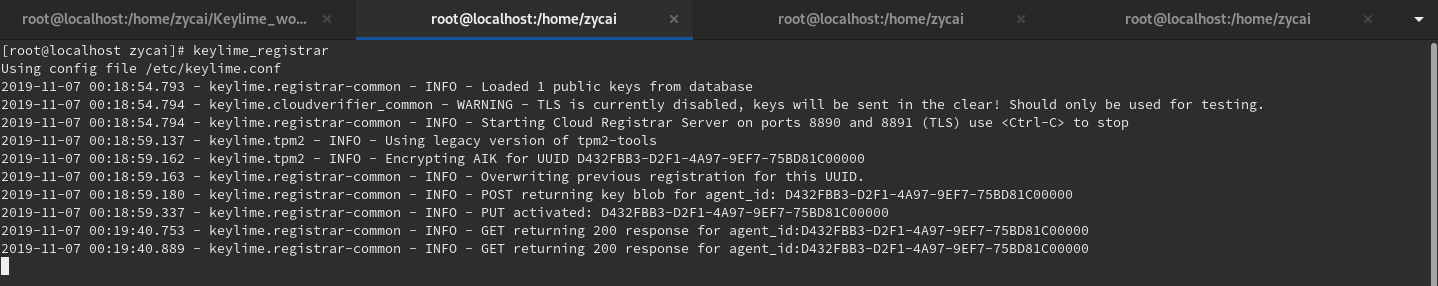 root@localhost:/home/zycai/Keylime_wo... × root@localhost:/home/zycai × root@localhost:/home/zycai × root@localhost:/home/zycai ×
[root@localhost zycai]# keylime_registrar
Using config file /etc/keylime.conf
2019-11-07 00:18:54.793 - keylime.registrar-common - INFO - Loaded 1 public keys from database
2019-11-07 00:18:54.794 - keylime.cloudverifier_common - WARNING - TLS is currently disabled, keys will be sent in the clear! Should only be used for testing.
2019-11-07 00:18:54.794 - keylime.registrar-common - INFO - Starting Cloud Registrar Server on ports 8890 and 8891 (TLS) use <Ctrl-C> to stop
2019-11-07 00:18:59.137 - keylime.tpm2 - INFO - Using legacy version of tpm2-tools
2019-11-07 00:18:59.162 - keylime.tpm2 - INFO - Encrypting AIK for UUID D432FBB3-D2F1-4A97-9EF7-75BD81C00000
2019-11-07 00:18:59.163 - keylime.registrar-common - INFO - Overwriting previous registration for this UUID.
2019-11-07 00:18:59.180 - keylime.registrar-common - INFO - POST returning key blob for agent_id: D432FBB3-D2F1-4A97-9EF7-75BD81C00000
2019-11-07 00:18:59.337 - keylime.registrar-common - INFO - PUT activated: D432FBB3-D2F1-4A97-9EF7-75BD81C00000
2019-11-07 00:19:40.753 - keylime.registrar-common - INFO - GET returning 200 response for agent_id:D432FBB3-D2F1-4A97-9EF7-75BD81C00000
2019-11-07 00:19:40.889 - keylime.registrar-common - INFO - GET returning 200 response for agent_id:D432FBB3-D2F1-4A97-9EF7-75BD81C00000